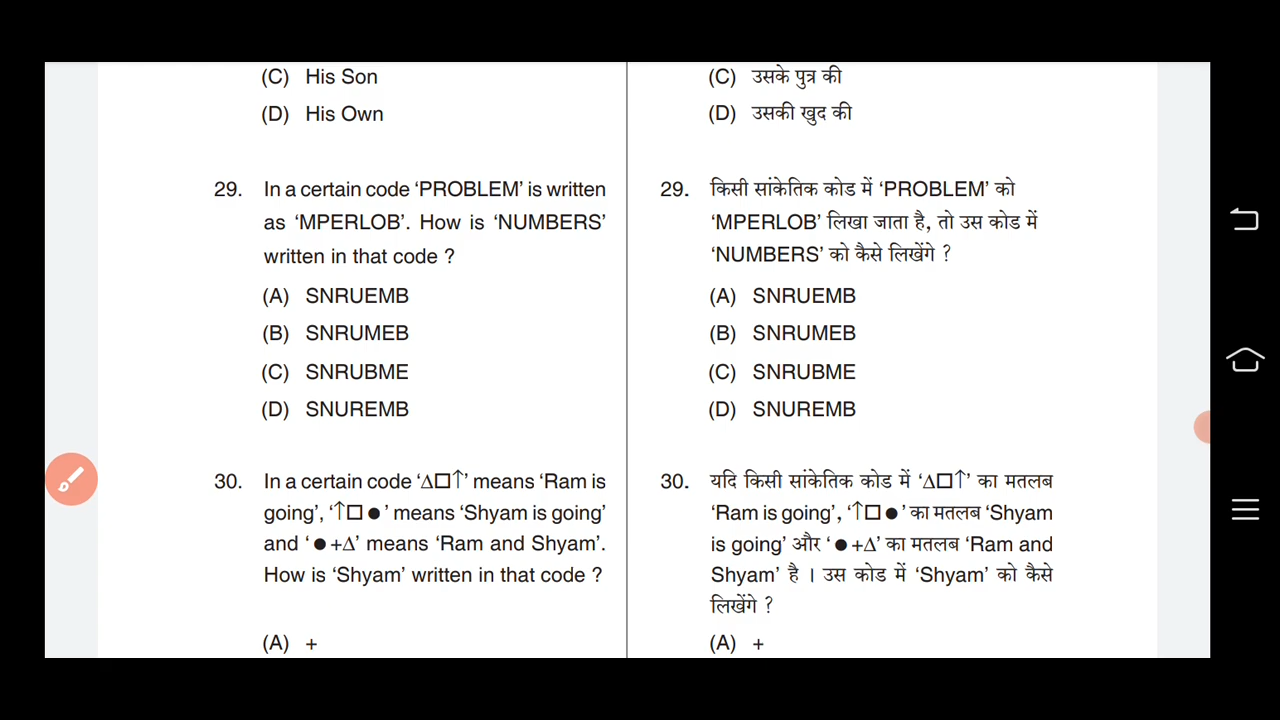 (C) His Son
(D) His Own
29. In a certain code ‘PROBLEM’ is written
as ‘MPERLOB’. How is ‘NUMBERS’
written in that code ?
(A) SNRUEMB
(B) SNRUMEB
(C) SNRUBME
(D) SNUREMB
30. In a certain code ‘∆□↑’ means ‘Ram is
going’, ‘↑□●’ means ‘Shyam is going’
and ‘●+∆’ means ‘Ram and Shyam’.
How is ‘Shyam’ written in that code ?
(A) +
(C) उसके पुत्र की
(D) उसकी खुद की
29. किसी सांकेतिक कोड में ‘PROBLEM’ को
‘MPERLOB’ लिखा जाता है, तो उस कोड में
‘NUMBERS’ को कैसे लिखेंगे ?
(A) SNRUEMB
(B) SNRUMEB
(C) SNRUBME
(D) SNUREMB
30. यदि किसी सांकेतिक कोड में ‘∆□↑’ का मतलब
‘Ram is going’, ‘↑□●’ का मतलब ‘Shyam
is going’ और ‘●+∆’ का मतलब ‘Ram and
Shyam’ है । उस कोड में ‘Shyam’ को कैसे
लिखेंगे ?
(A) +